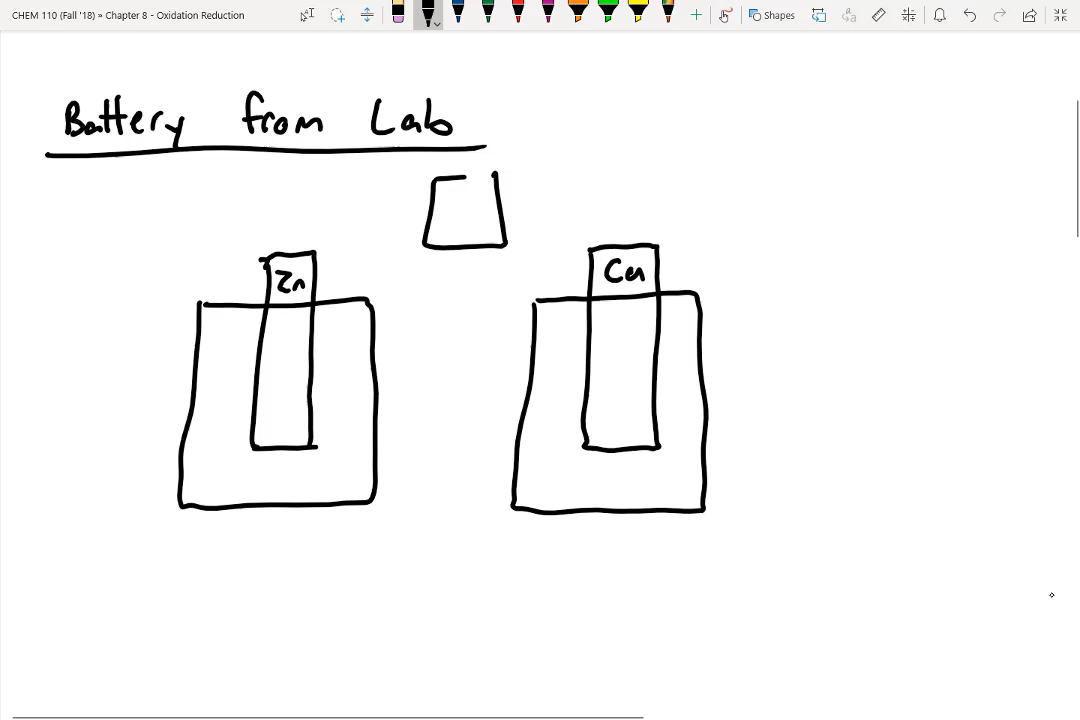 CHEM 110 (Fall '18) » Chapter 8 - Oxidation Reduction
Shapes
Battery from Lab
Zn
Cu